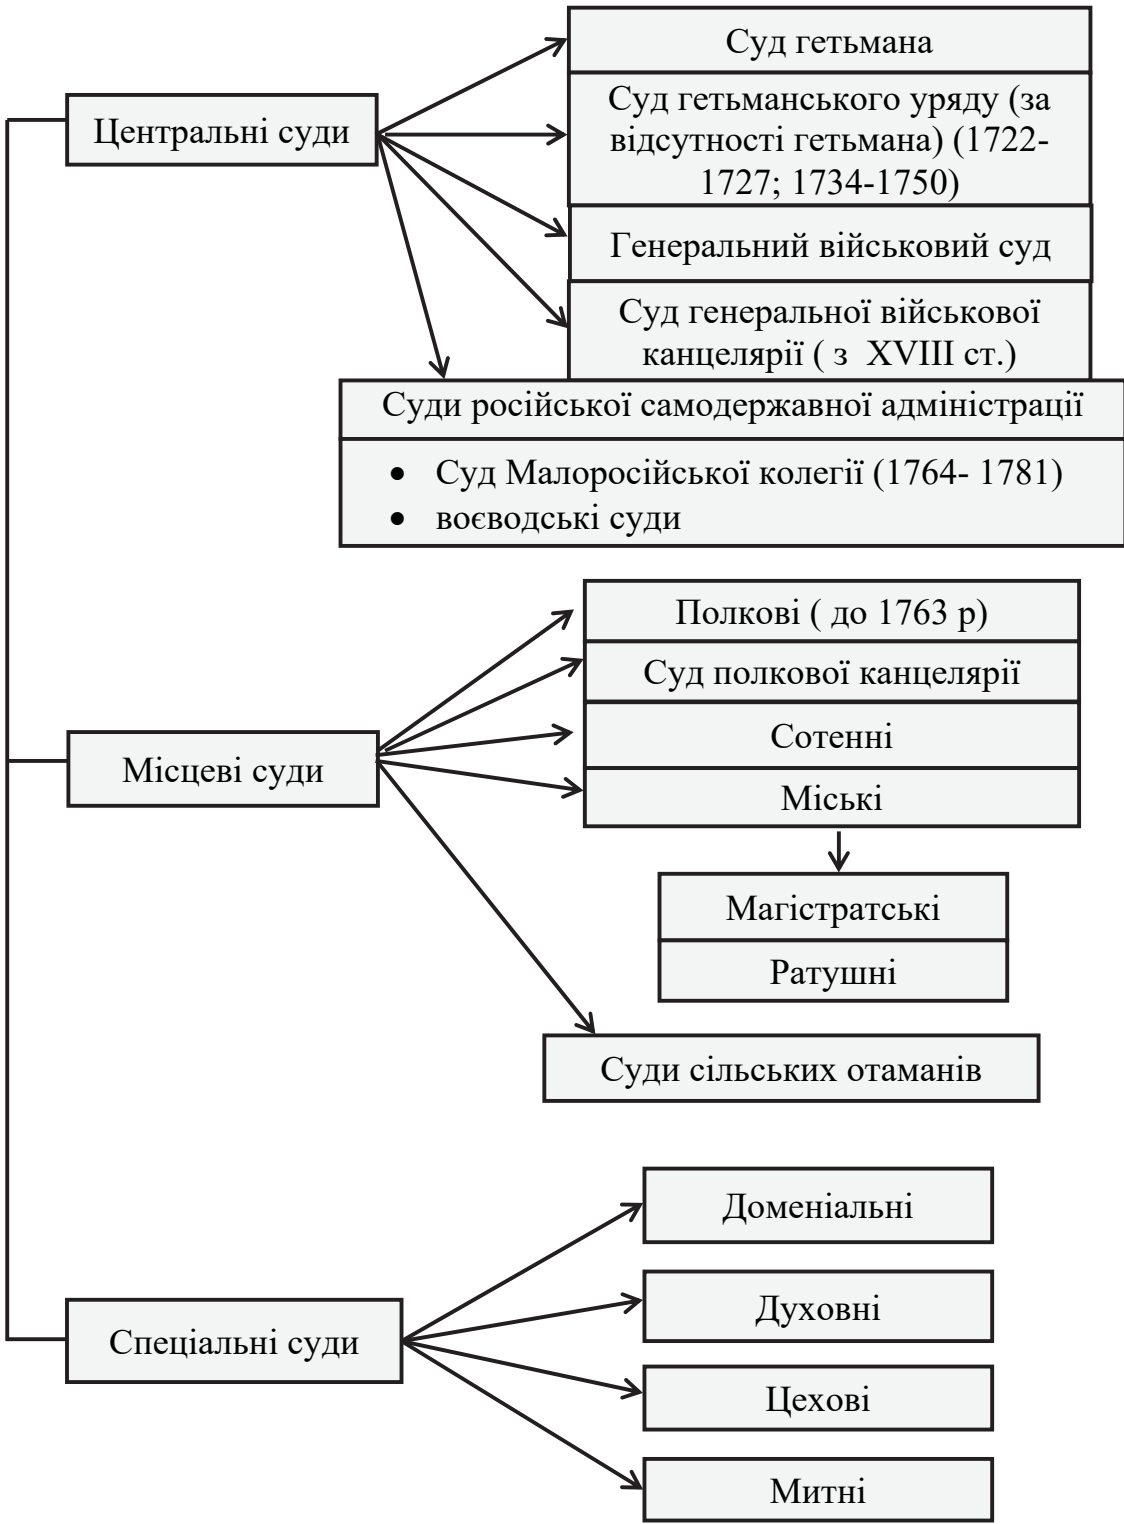 Суд гетьмана
Центральні суди
Суд гетьманського уряду (за
відсутності гетьмана) (1722-
1727; 1734-1750)
Генеральний військовий суд
Суд генеральної військової
канцелярії ( з XVIII ст.)
Суди російської самодержавної адміністрації
• Суд Малоросійської колегії (1764- 1781)
• воєводські суди
Місцеві суди
Полкові ( до 1763 р)
Суд полкової канцелярії
Сотенні
Міські
Магістратські
Ратушні
Суди сільських отаманів
Спеціальні суди
Доменіальні
Духовні
Цехові
Митні